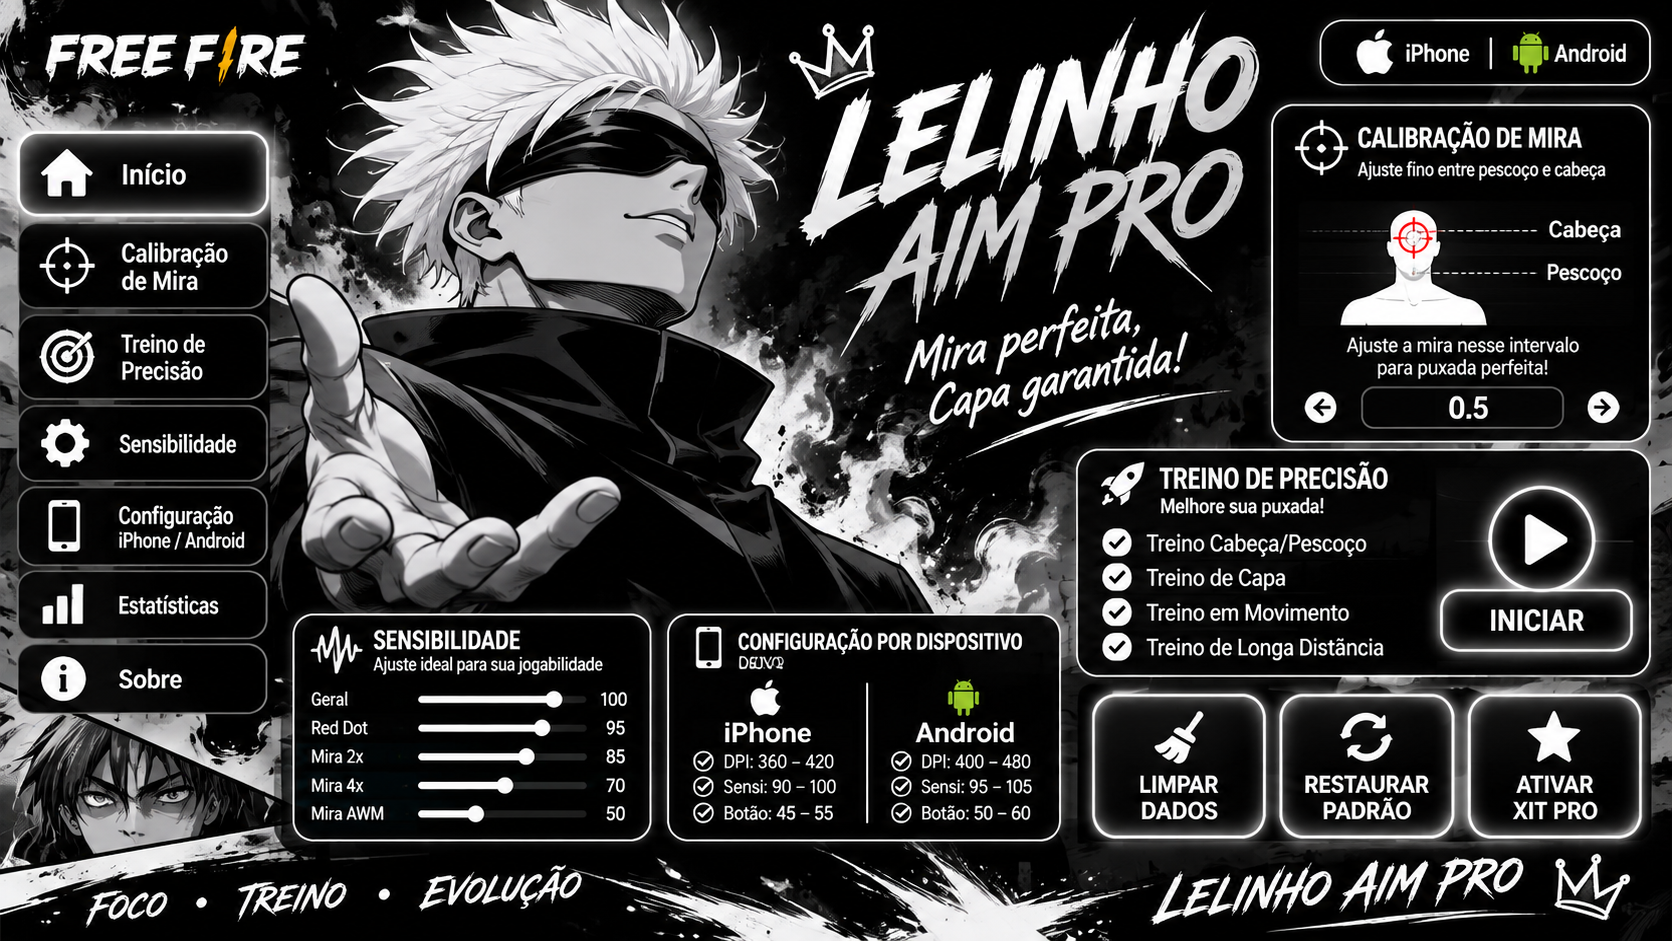 FREE FIRE
Início
Calibração
de Mira
Treino de
Precisão
Sensibilidade
Configuração
iPhone / Android
Estatísticas
Sobre
LELINHO
AIM PRO
Mira perfeita,
Capa garantida!
iPhone | Android
CALIBRAÇÃO DE MIRA
Ajuste fino entre pescoço e cabeça
Cabeça
Pescoço
Ajuste a mira nesse intervalo
para puxada perfeita!
0.5
TREINO DE PRECISÃO
Melhore sua puxada!
Treino Cabeça/Pescoço
Treino de Capa
Treino em Movimento
Treino de Longa Distância
INICIAR
SENSIBILIDADE
Ajuste ideal para sua jogabilidade
Geral 100
Red Dot 95
Mira 2x 85
Mira 4x 70
Mira AWM 50
CONFIGURAÇÃO POR DISPOSITIVO
iPhone
DPI: 360 – 420
Sensi: 90 – 100
Botão: 45 – 55
Android
DPI: 400 – 480
Sensi: 95 – 105
Botão: 50 – 60
LIMPAR
DADOS
RESTAURAR
PADRÃO
ATIVAR
XIT PRO
FOCO • TREINO • EVOLUÇÃO
LELINHO AIM PRO